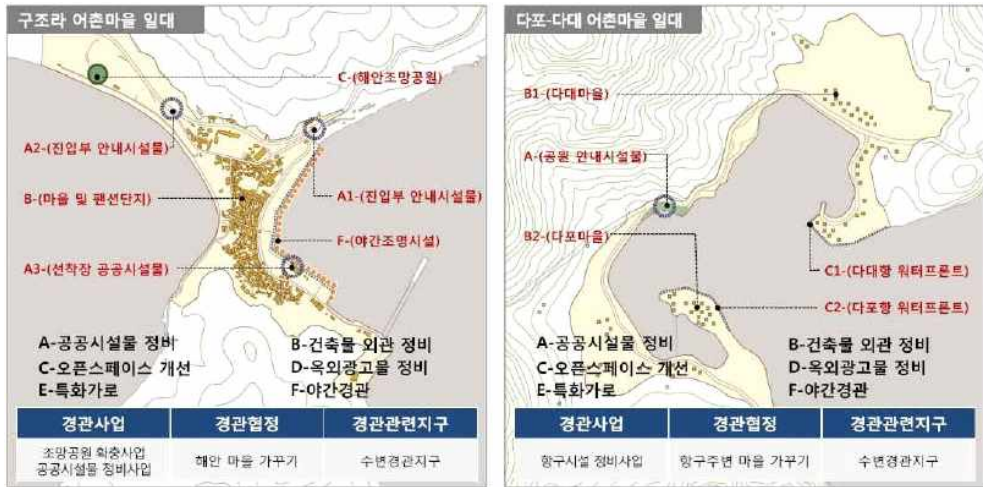 구조라 어촌마을 일대
C-(해안조망공원)
A2-(진입부 안내시설물)
B-(마을 및 팬션단지)
A1-(진입부 안내시설물)
F-(야간조명시설)
A3-(선착장 공공시설물)
A-공공시설물 정비
B-건축물 외관 정비
C-오픈스페이스 개선
D-옥외광고물 정비
E-특화가로
F-야간경관
경관사업
경관협정
경관관련지구
조망공원 확충사업
공공시설물 정비사업
해안 마을 가꾸기
수변경관지구
다포-다대 어촌마을 일대
B1-(다대마을)
A-(공원 안내시설물)
B2-(다포마을)
C1-(다대항 워터프론트)
C2-(다포항 워터프론트)
A-공공시설물 정비
B-건축물 외관 정비
C-오픈스페이스 개선
D-옥외광고물 정비
E-특화가로
F-야간경관
경관사업
경관협정
경관관련지구
항구시설 정비사업
항구주변 마을 가꾸기
수변경관지구